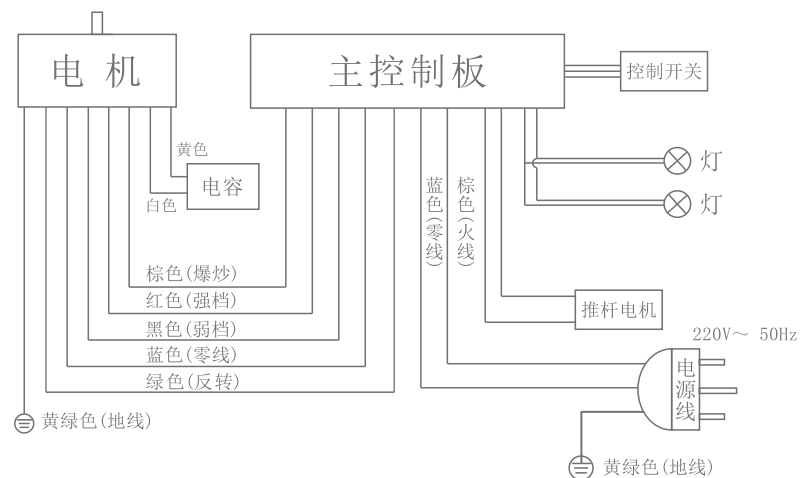 电 机
主控制板
控制开关
黄色
电容
白色
灯
灯
蓝色(零线)
棕色(火线)
棕色(爆炒)
红色(强档)
黑色(弱档)
蓝色(零线)
绿色(反转)
推杆电机
220V～ 50Hz
电源线
黄绿色(地线)
黄绿色(地线)